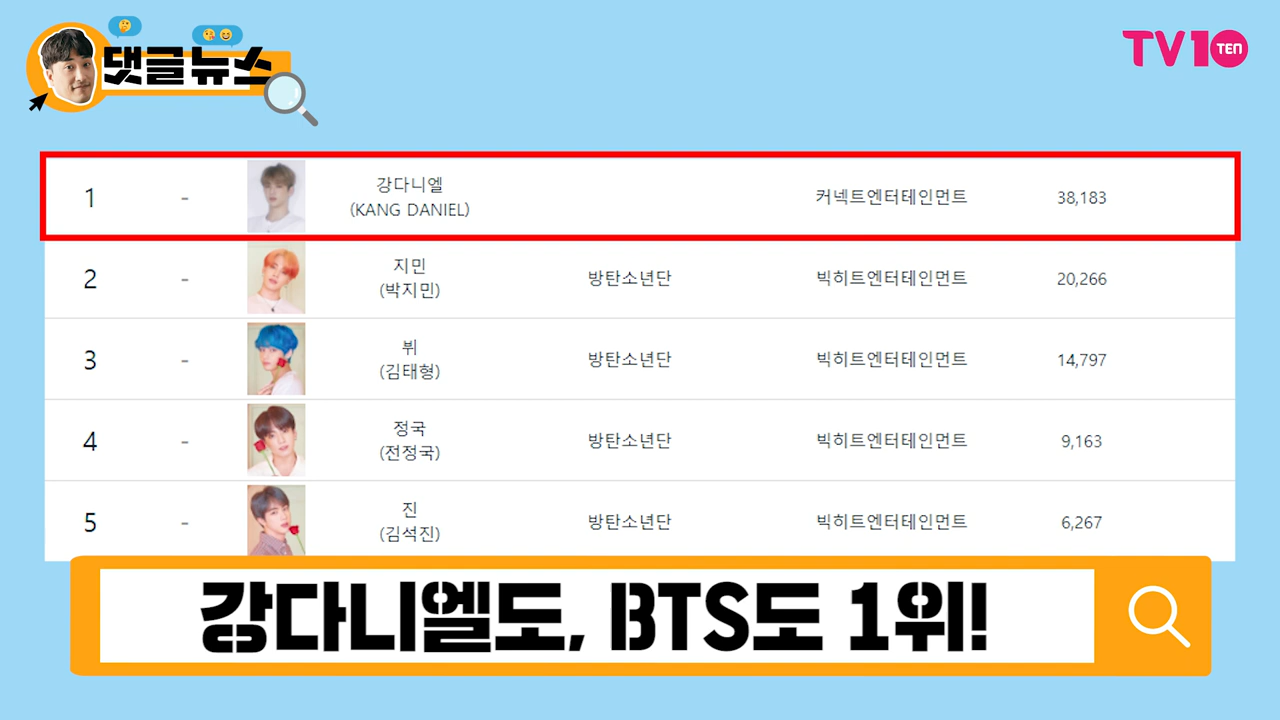 댓글뉴스
TV10
TEN
1 - 강다니엘 (KANG DANIEL) 커넥트엔터테인먼트 38,183
2 - 지민 (박지민) 방탄소년단 빅히트엔터테인먼트 20,266
3 - 뷔 (김태형) 방탄소년단 빅히트엔터테인먼트 14,797
4 - 정국 (전정국) 방탄소년단 빅히트엔터테인먼트 9,163
5 - 진 (김석진) 방탄소년단 빅히트엔터테인먼트 6,267
강다니엘도, BTS도 1위!